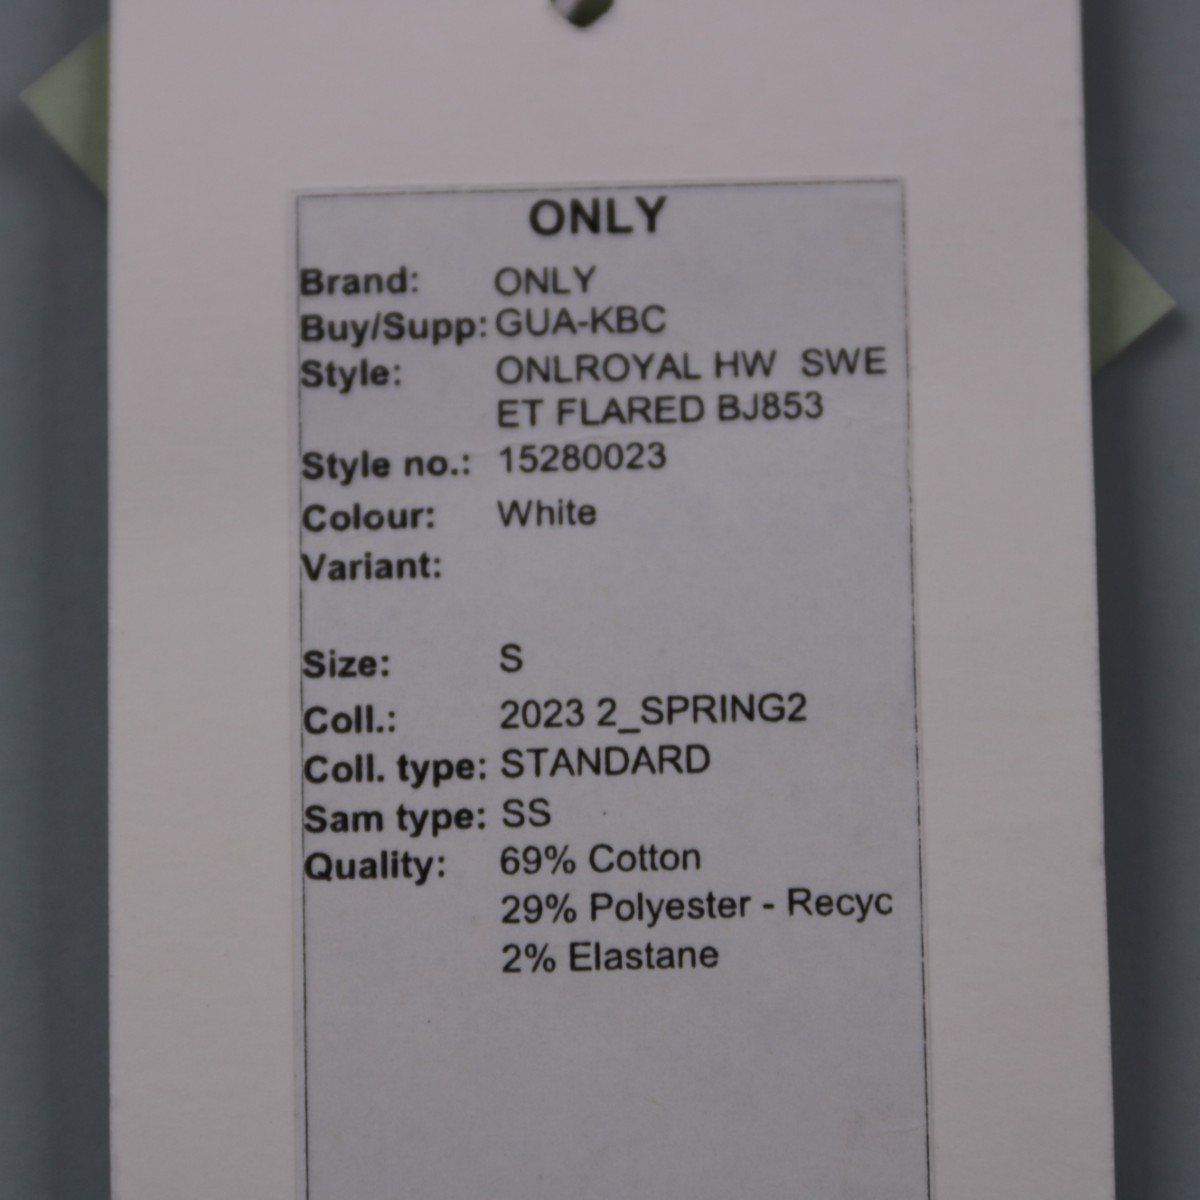 ONLY
Brand: ONLY
Buy/Supp: GUA-KBC
Style: ONLROYAL HW SWE
ET FLARED BJ853
Style no.: 15280023
Colour: White
Variant:
Size: S
Coll.: 2023 2_SPRING2
Coll. type: STANDARD
Sam type: SS
Quality: 69% Cotton
29% Polyester - Recyc
2% Elastane